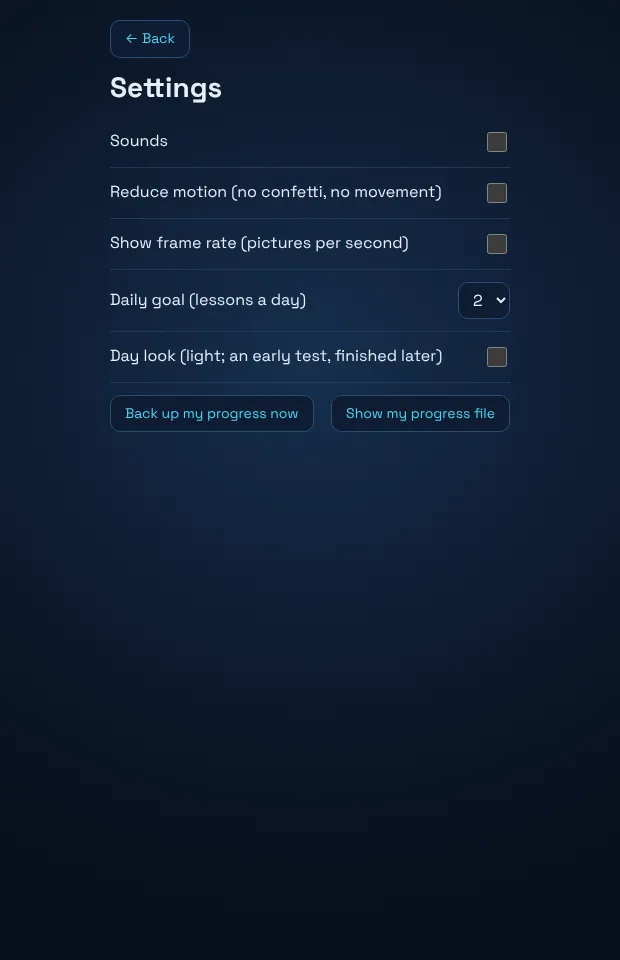 ← Back
Settings
Sounds
Reduce motion (no confetti, no movement)
Show frame rate (pictures per second)
Daily goal (lessons a day) 2
Day look (light; an early test, finished later)
Back up my progress now Show my progress file